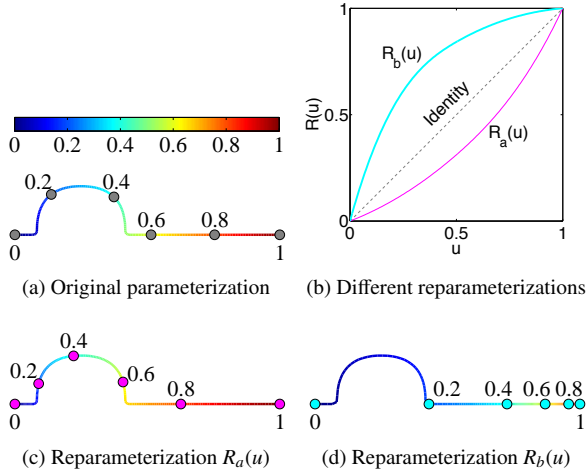 0 0.2 0.4 0.6 0.8 1
0.2 0.4
0.6 0.8
0 1
(a) Original parameterization
1
R_b(u)
R(u) 0.5
Identity
R_a(u)
0
0 0.5 1
u
(b) Different reparameterizations
0.4
0.2 0.6
0.8
0 1
(c) Reparameterization R_a(u)
0.2 0.4 0.6 0.8
0 1
(d) Reparameterization R_b(u)